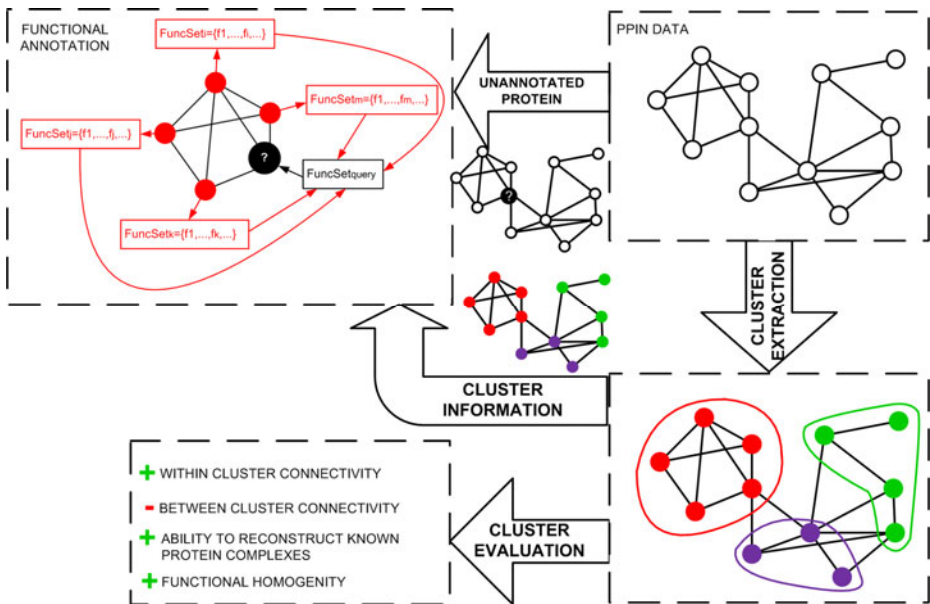 FUNCTIONAL
ANNOTATION
FuncSeti={f1,...,fi,...}
FuncSetm={f1,...,fm,...}
FuncSetj={f1,...,fj,...}
?
FuncSetquery
FuncSetk={f1,...,fk,...}
UNANNOTATED
PROTEIN
?
PPIN DATA
CLUSTER
EXTRACTION
CLUSTER
INFORMATION
CLUSTER
EVALUATION
+ WITHIN CLUSTER CONNECTIVITY
- BETWEEN CLUSTER CONNECTIVITY
+ ABILITY TO RECONSTRUCT KNOWN
PROTEIN COMPLEXES
+ FUNCTIONAL HOMOGENITY